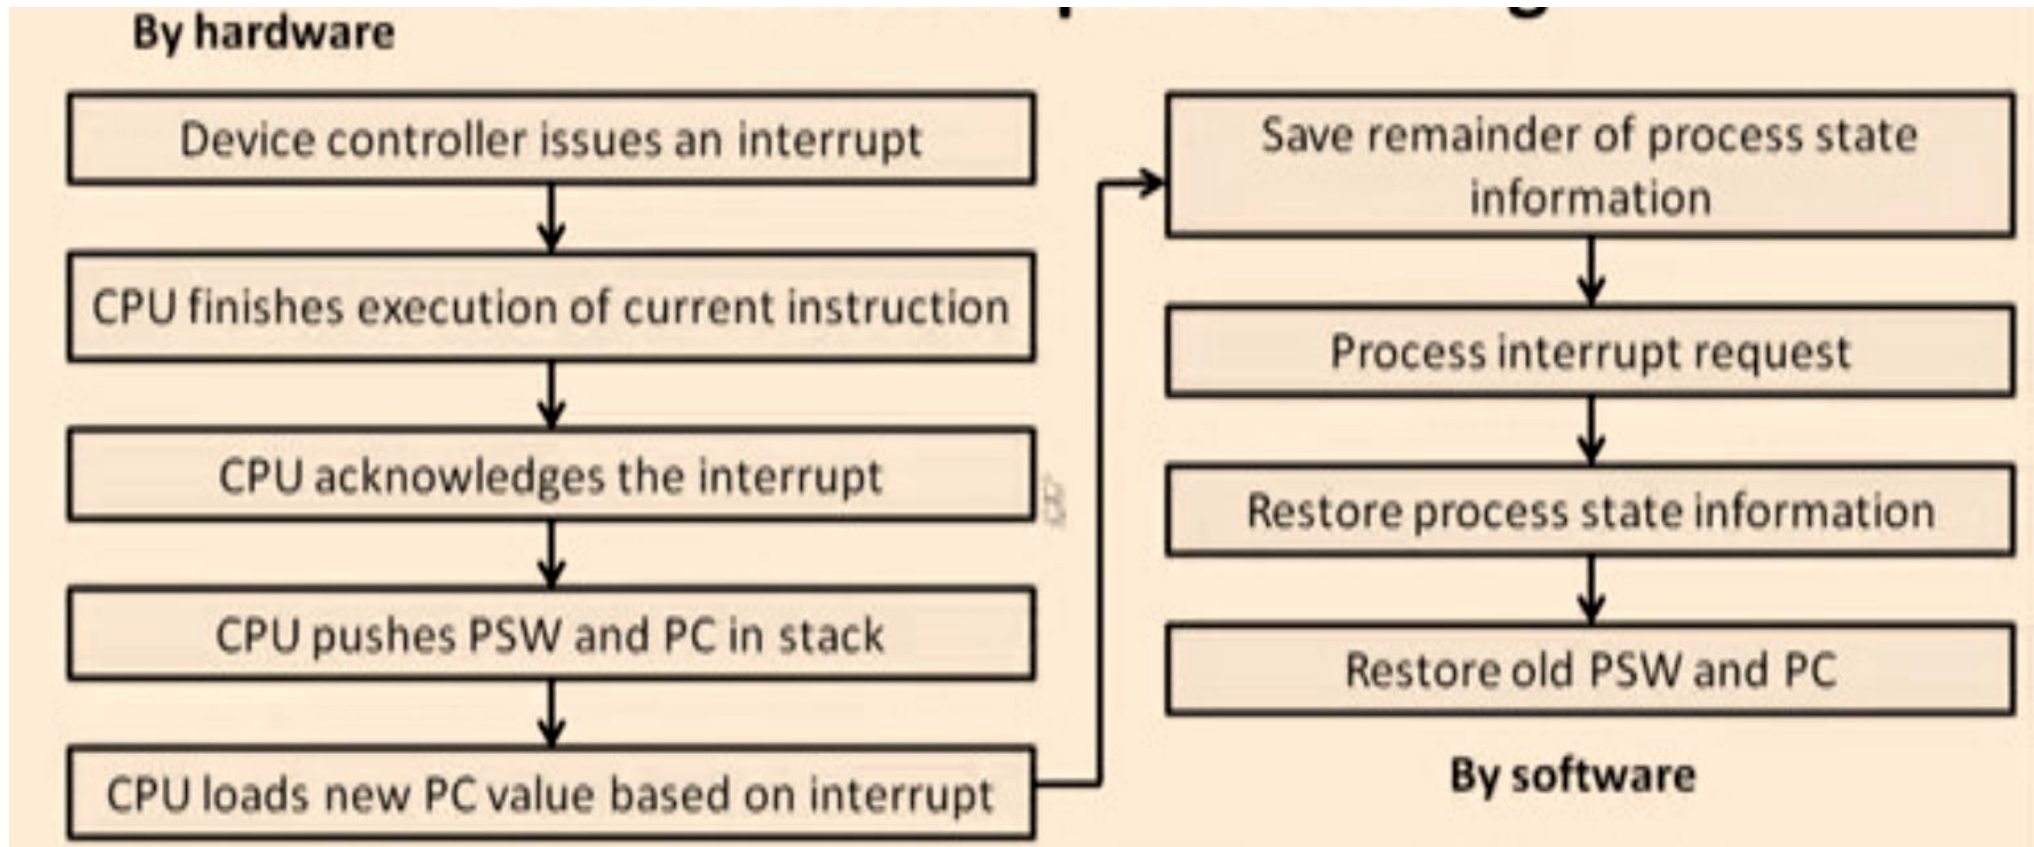 By hardware
Device controller issues an interrupt
CPU finishes execution of current instruction
CPU acknowledges the interrupt
CPU pushes PSW and PC in stack
CPU loads new PC value based on interrupt
Save remainder of process state
information
Process interrupt request
Restore process state information
Restore old PSW and PC
By software